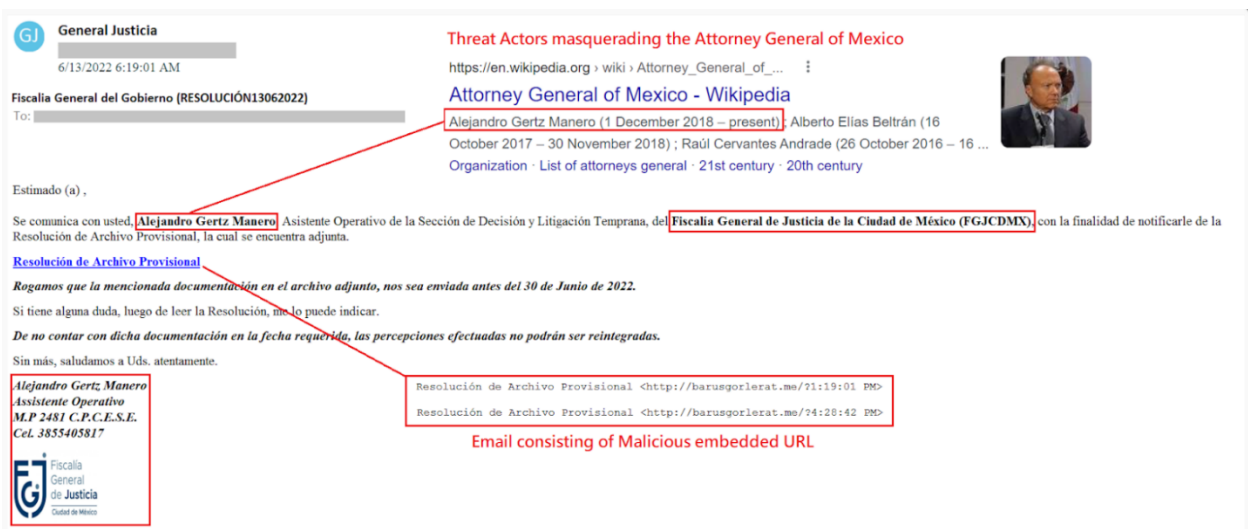 GJ
General Justicia
6/13/2022 6:19:01 AM
Fiscalia General del Gobierno (RESOLUCIÓN13062022)
To:
Threat Actors masquerading the Attorney General of Mexico
https://en.wikipedia.org › wiki › Attorney_General_of_...
Attorney General of Mexico - Wikipedia
Alejandro Gertz Manero (1 December 2018 – present) ; Alberto Elías Beltrán (16
October 2017 – 30 November 2018) ; Raúl Cervantes Andrade (26 October 2016 – 16 ...
Organization · List of attorneys general · 21st century · 20th century
Estimado (a) ,
Se comunica con usted, Alejandro Gertz Manero, Asistente Operativo de la Sección de Decisión y Litigación Temprana, del Fiscalía General de Justicia de la Ciudad de México (FGJCDMX), con la finalidad de notificarle de la
Resolución de Archivo Provisional, la cual se encuentra adjunta.
Resolución de Archivo Provisional
Rogamos que la mencionada documentación en el archivo adjunto, nos sea enviada antes del 30 de Junio de 2022.
Si tiene alguna duda, luego de leer la Resolución, me lo puede indicar.
De no contar con dicha documentación en la fecha requerida, las percepciones efectuadas no podrán ser reintegradas.
Sin más, saludamos a Uds. atentamente.
Alejandro Gertz Manero
Assistente Operativo
M.P 2481 C.P.C.E.S.E.
Cel. 3855405817
FGJ
Fiscalía
General
de Justicia
Ciudad de México
Resolución de Archivo Provisional <http://barusgorlerat.me/?1:19:01 PM>
Resolución de Archivo Provisional <http://barusgorlerat.me/?4:28:42 PM>
Email consisting of Malicious embedded URL